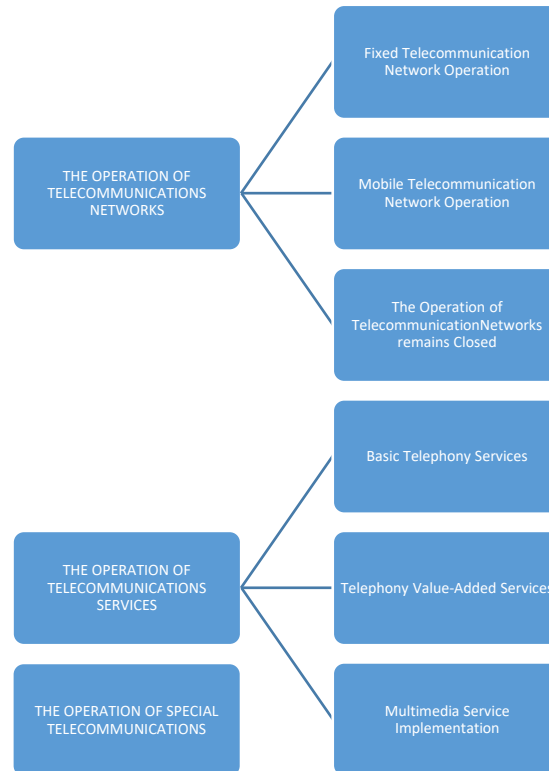 THE OPERATION OF
TELECOMMUNICATIONS
NETWORKS
Fixed Telecommunication
Network Operation
Mobile Telecommunication
Network Operation
The Operation of
TelecommunicationNetworks
remains Closed
THE OPERATION OF
TELECOMMUNICATIONS
SERVICES
Basic Telephony Services
Telephony Value-Added Services
Multimedia Service
Implementation
THE OPERATION OF SPECIAL
TELECOMMUNICATIONS